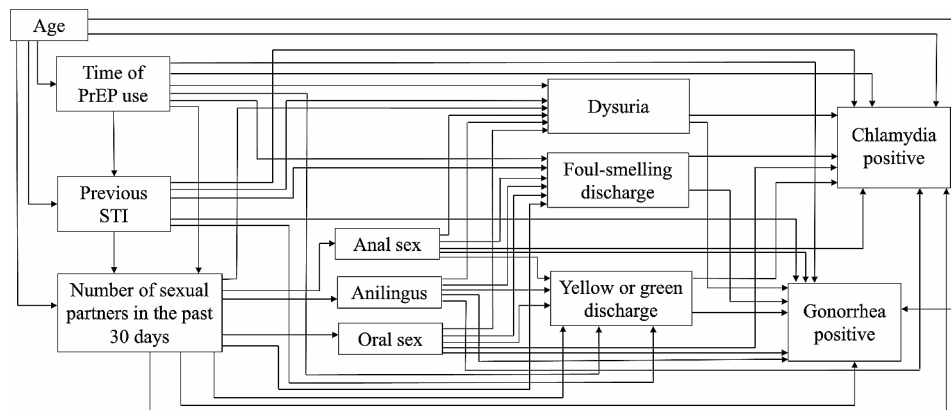 Age
Time of
PrEP use
Dysuria
Chlamydia
positive
Foul-smelling
discharge
Previous
STI
Anal sex
Number of sexual
partners in the past
30 days
Anilingus
Yellow or green
discharge
Gonorrhea
positive
Oral sex